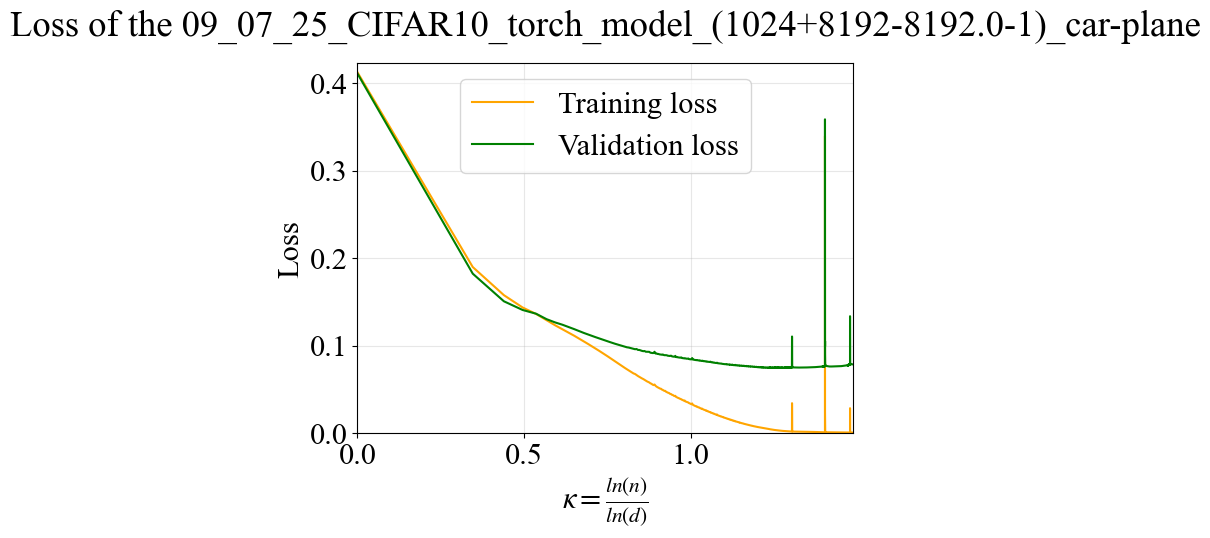 Loss of the 09_07_25_CIFAR10_torch_model_(1024+8192-8192.0-1)_car-plane
0.4
0.3
0.2
0.1
0.0
Loss
Training loss
Validation loss
0.0 0.5 1.0
κ = ln(n) / ln(d)